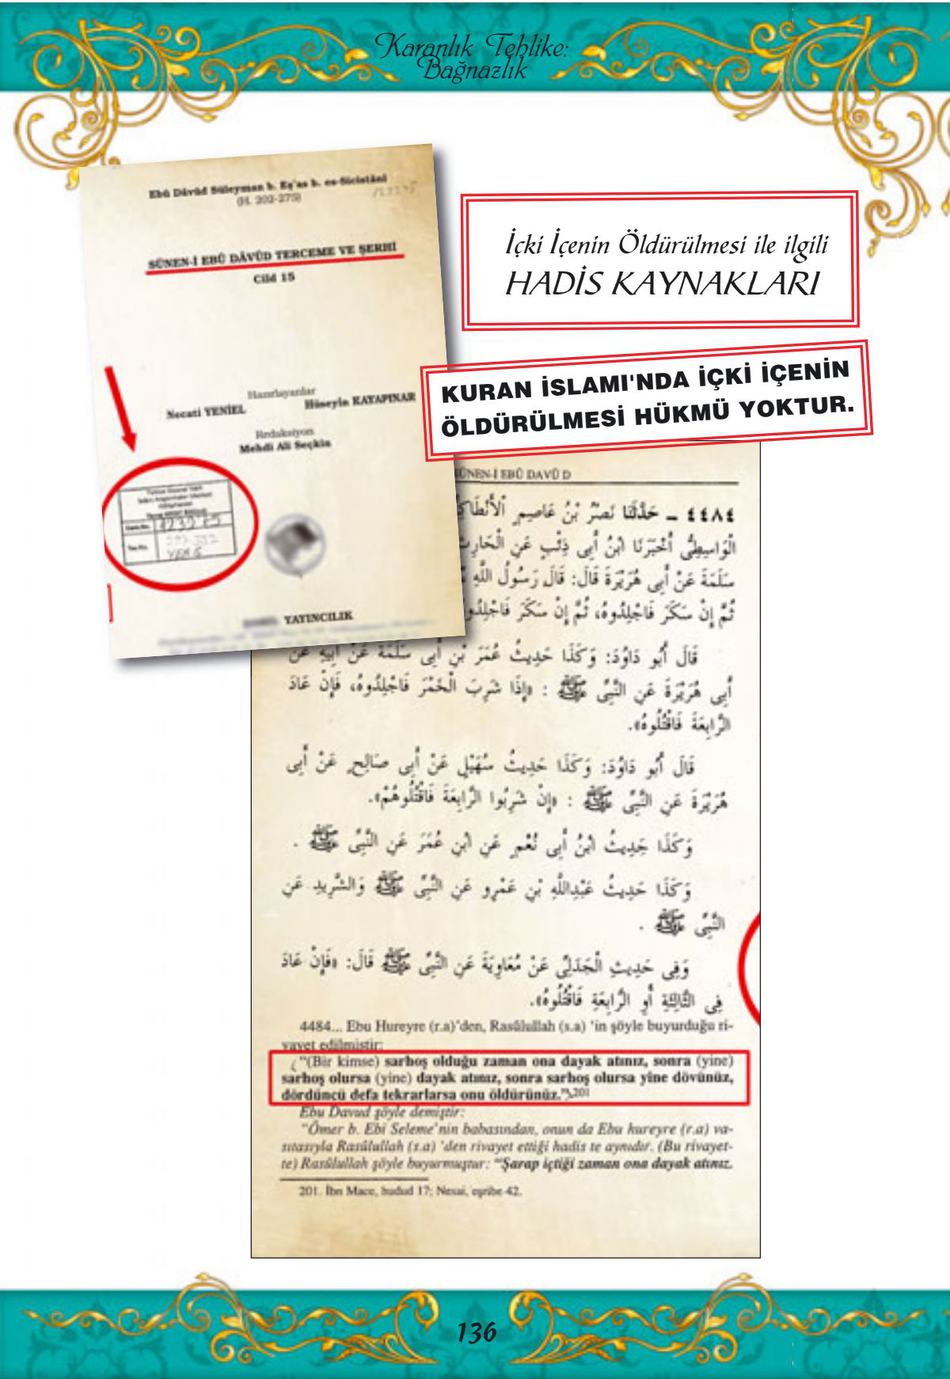 Karanlık Tehlike:
Bağnazlık
Ebû Dâvûd Süleyman b. Eş'as b. es-Sicistânî
(H. 202-275)
SÜNEN-İ EBÛ DÂVÛD TERCEME VE ŞERHİ
Cild 15
Hazırlayanlar
Necati YENİEL Hüseyin KAYAPINAR
Redaksiyon
Mehdi Ali Seçkin
YAYINCILIK
İçki İçenin Öldürülmesi ile ilgili
HADİS KAYNAKLARI
KURAN İSLAMI'NDA İÇKİ İÇENİN
ÖLDÜRÜLMESİ HÜKMÜ YOKTUR.
SÜNEN-İ EBÛ DAVÛD
٤٤٨٤ ـ حَدَّثَنَا نَصْرُ بْنُ عَاصِمٍ الْأَنْطَاكِ
الْوَاسِطِىُّ أَخْبَرَنَا ابْنُ أَبِى ذِئْبٍ عَنِ الْحَارِثِ
سَلَمَةَ عَنْ أَبِى هُرَيْرَةَ قَالَ: قَالَ رَسُولُ اللَّهِ
ثُمَّ إِنْ سَكَرَ فَاجْلِدُوهُ، ثُمَّ إِنْ سَكَرَ فَاجْلِدُو
قَالَ أَبُو دَاوُدَ: وَكَذَا حَدِيثُ عُمَرَ بْنِ أَبِى سَلَمَةَ عَنْ أَبِيهِ عَنْ
أَبِى هُرَيْرَةَ عَنِ النَّبِىِّ ﷺ : «إِذَا شَرِبَ الْخَمْرَ فَاجْلِدُوهُ، فَإِنْ عَادَ
الرَّابِعَةَ فَاقْتُلُوهُ».
قَالَ أَبُو دَاوُدَ: وَكَذَا حَدِيثُ سُهَيْلٍ عَنْ أَبِى صَالِحٍ عَنْ أَبِى
هُرَيْرَةَ عَنِ النَّبِىِّ ﷺ : «إِنْ شَرِبُوا الرَّابِعَةَ فَاقْتُلُوهُمْ».
وَكَذَا حَدِيثُ ابْنُ أَبِى نُعْمٍ عَنِ ابْنِ عُمَرَ عَنِ النَّبِىِّ ﷺ .
وَكَذَا حَدِيثُ عَبْدِاللَّهِ بْنِ عَمْرٍو عَنِ النَّبِىِّ ﷺ وَالشَّرِيدِ عَنِ
النَّبِىِّ ﷺ .
وَفِى حَدِيثِ الْجَدَلِىِّ عَنْ مُعَاوِيَةَ عَنِ النَّبِىِّ ﷺ قَالَ: «فَإِنْ عَادَ
فِى الثَّالِثَةِ أَوِ الرَّابِعَةِ فَاقْتُلُوهُ».
4484... Ebu Hureyre (r.a)'den, Rasûlullah (s.a) 'in şöyle buyurduğu ri-
vayet edilmiştir:
"(Bir kimse) sarhoş olduğu zaman ona dayak atınız, sonra (yine)
sarhoş olursa (yine) dayak atınız, sonra sarhoş olursa yine dövünüz,
dördüncü defa tekrarlarsa onu öldürünüz."201
Ebu Davud şöyle demiştir:
"Ömer b. Ebi Seleme'nin babasından, onun da Ebu hureyre (r.a) va-
sıtasıyla Rasûlullah (s.a) 'den rivayet ettiği hadis te aynıdır. (Bu rivayet-
te) Rasûlullah şöyle buyurmuştur: "Şarap içtiği zaman ona dayak atınız.
201. İbn Mace, hudud 17; Nesai, eşribe 42.
136